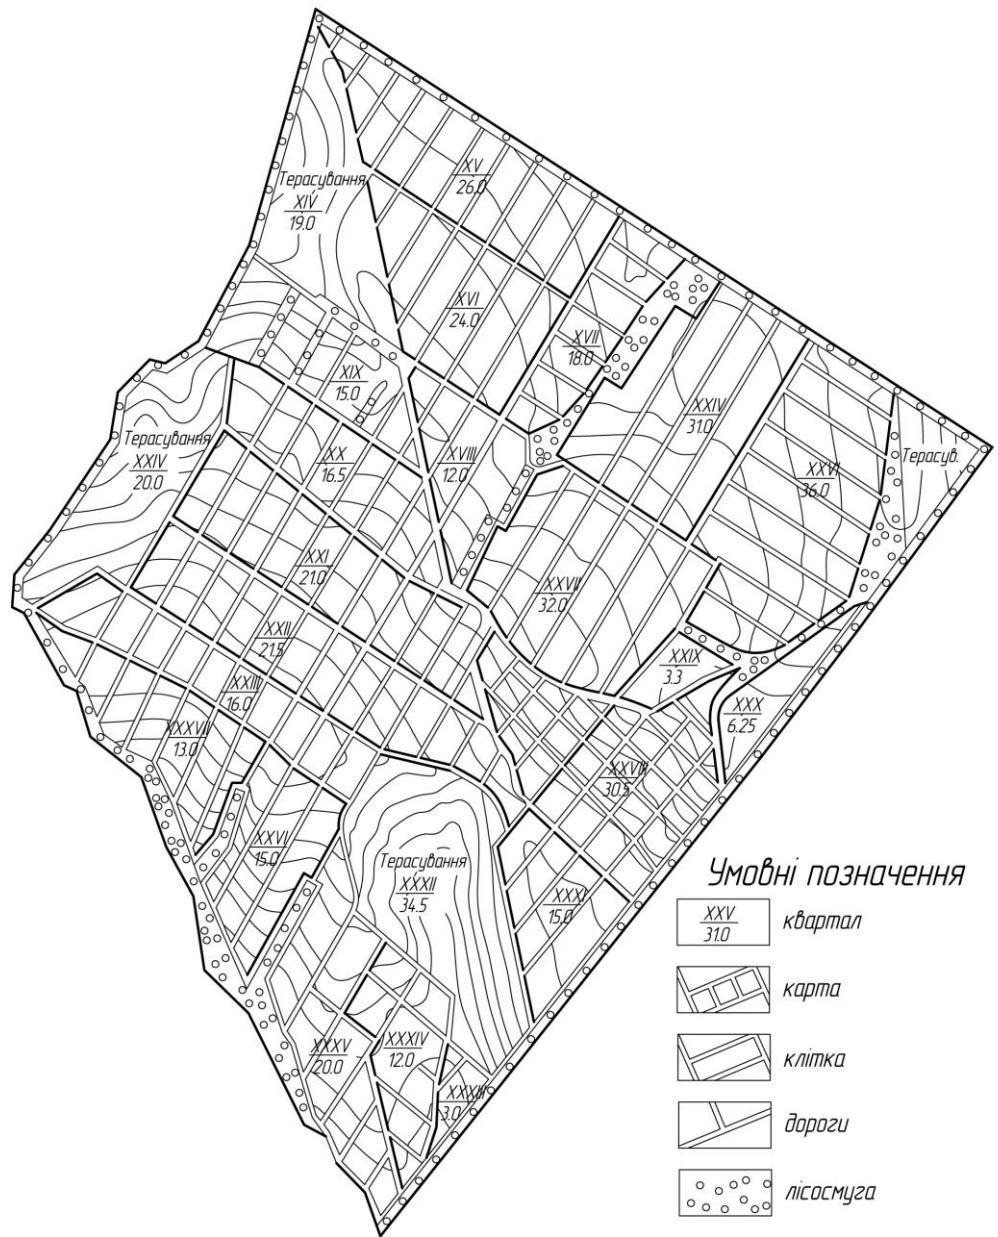 XV
26.0
Терасування
XIV
19.0
XVI
24.0
XVII
18.0
XIX
15.0
XXIV
31.0
Терасування
XXIV
20.0
XX
16.5
XVIII
12.0
XXVI
36.0
Терасув.
XXI
21.0
XXVII
32.0
XXII
21.5
XXIX
3.3
XXIII
16.0
XXX
6.25
XXXVII
13.0
XXVIII
30.5
XXVI
15.0
Терасування
XXXII
34.5
XXXI
15.0
XXXV
20.0
XXXIV
12.0
XXXIII
3.0
Умовні позначення
XXV
31.0
квартал
карта
клітка
дороги
лісосмуга